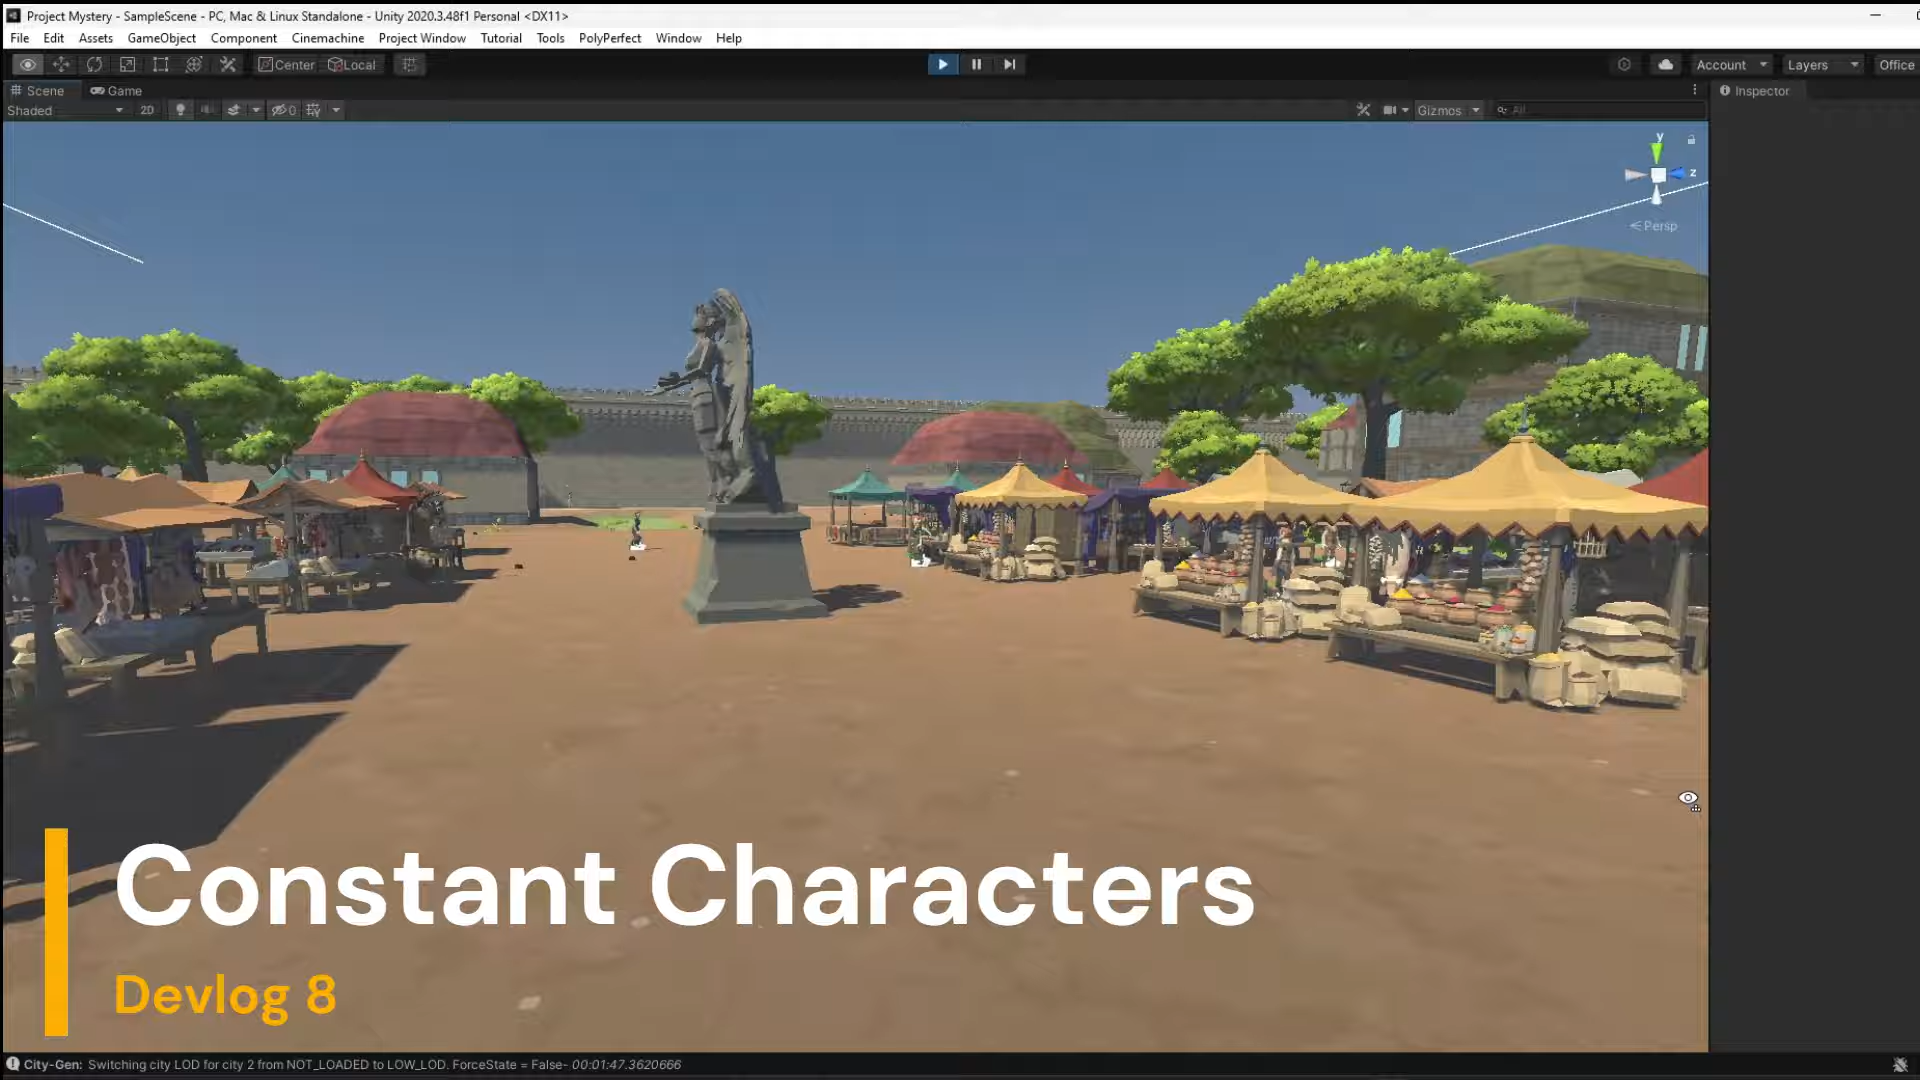 Project Mystery - SampleScene - PC, Mac & Linux Standalone - Unity 2020.3.48f1 Personal <DX11>
File Edit Assets GameObject Component Cinemachine Project Window Tutorial Tools PolyPerfect Window Help
Center Local Account Layers Office
Scene Game Inspector
Shaded 2D 0 Gizmos All
y
z
Persp
Constant Characters
Devlog 8
City-Gen: Switching city LOD for city 2 from NOT_LOADED to LOW_LOD. ForceState = False- 00:01:47.3620666